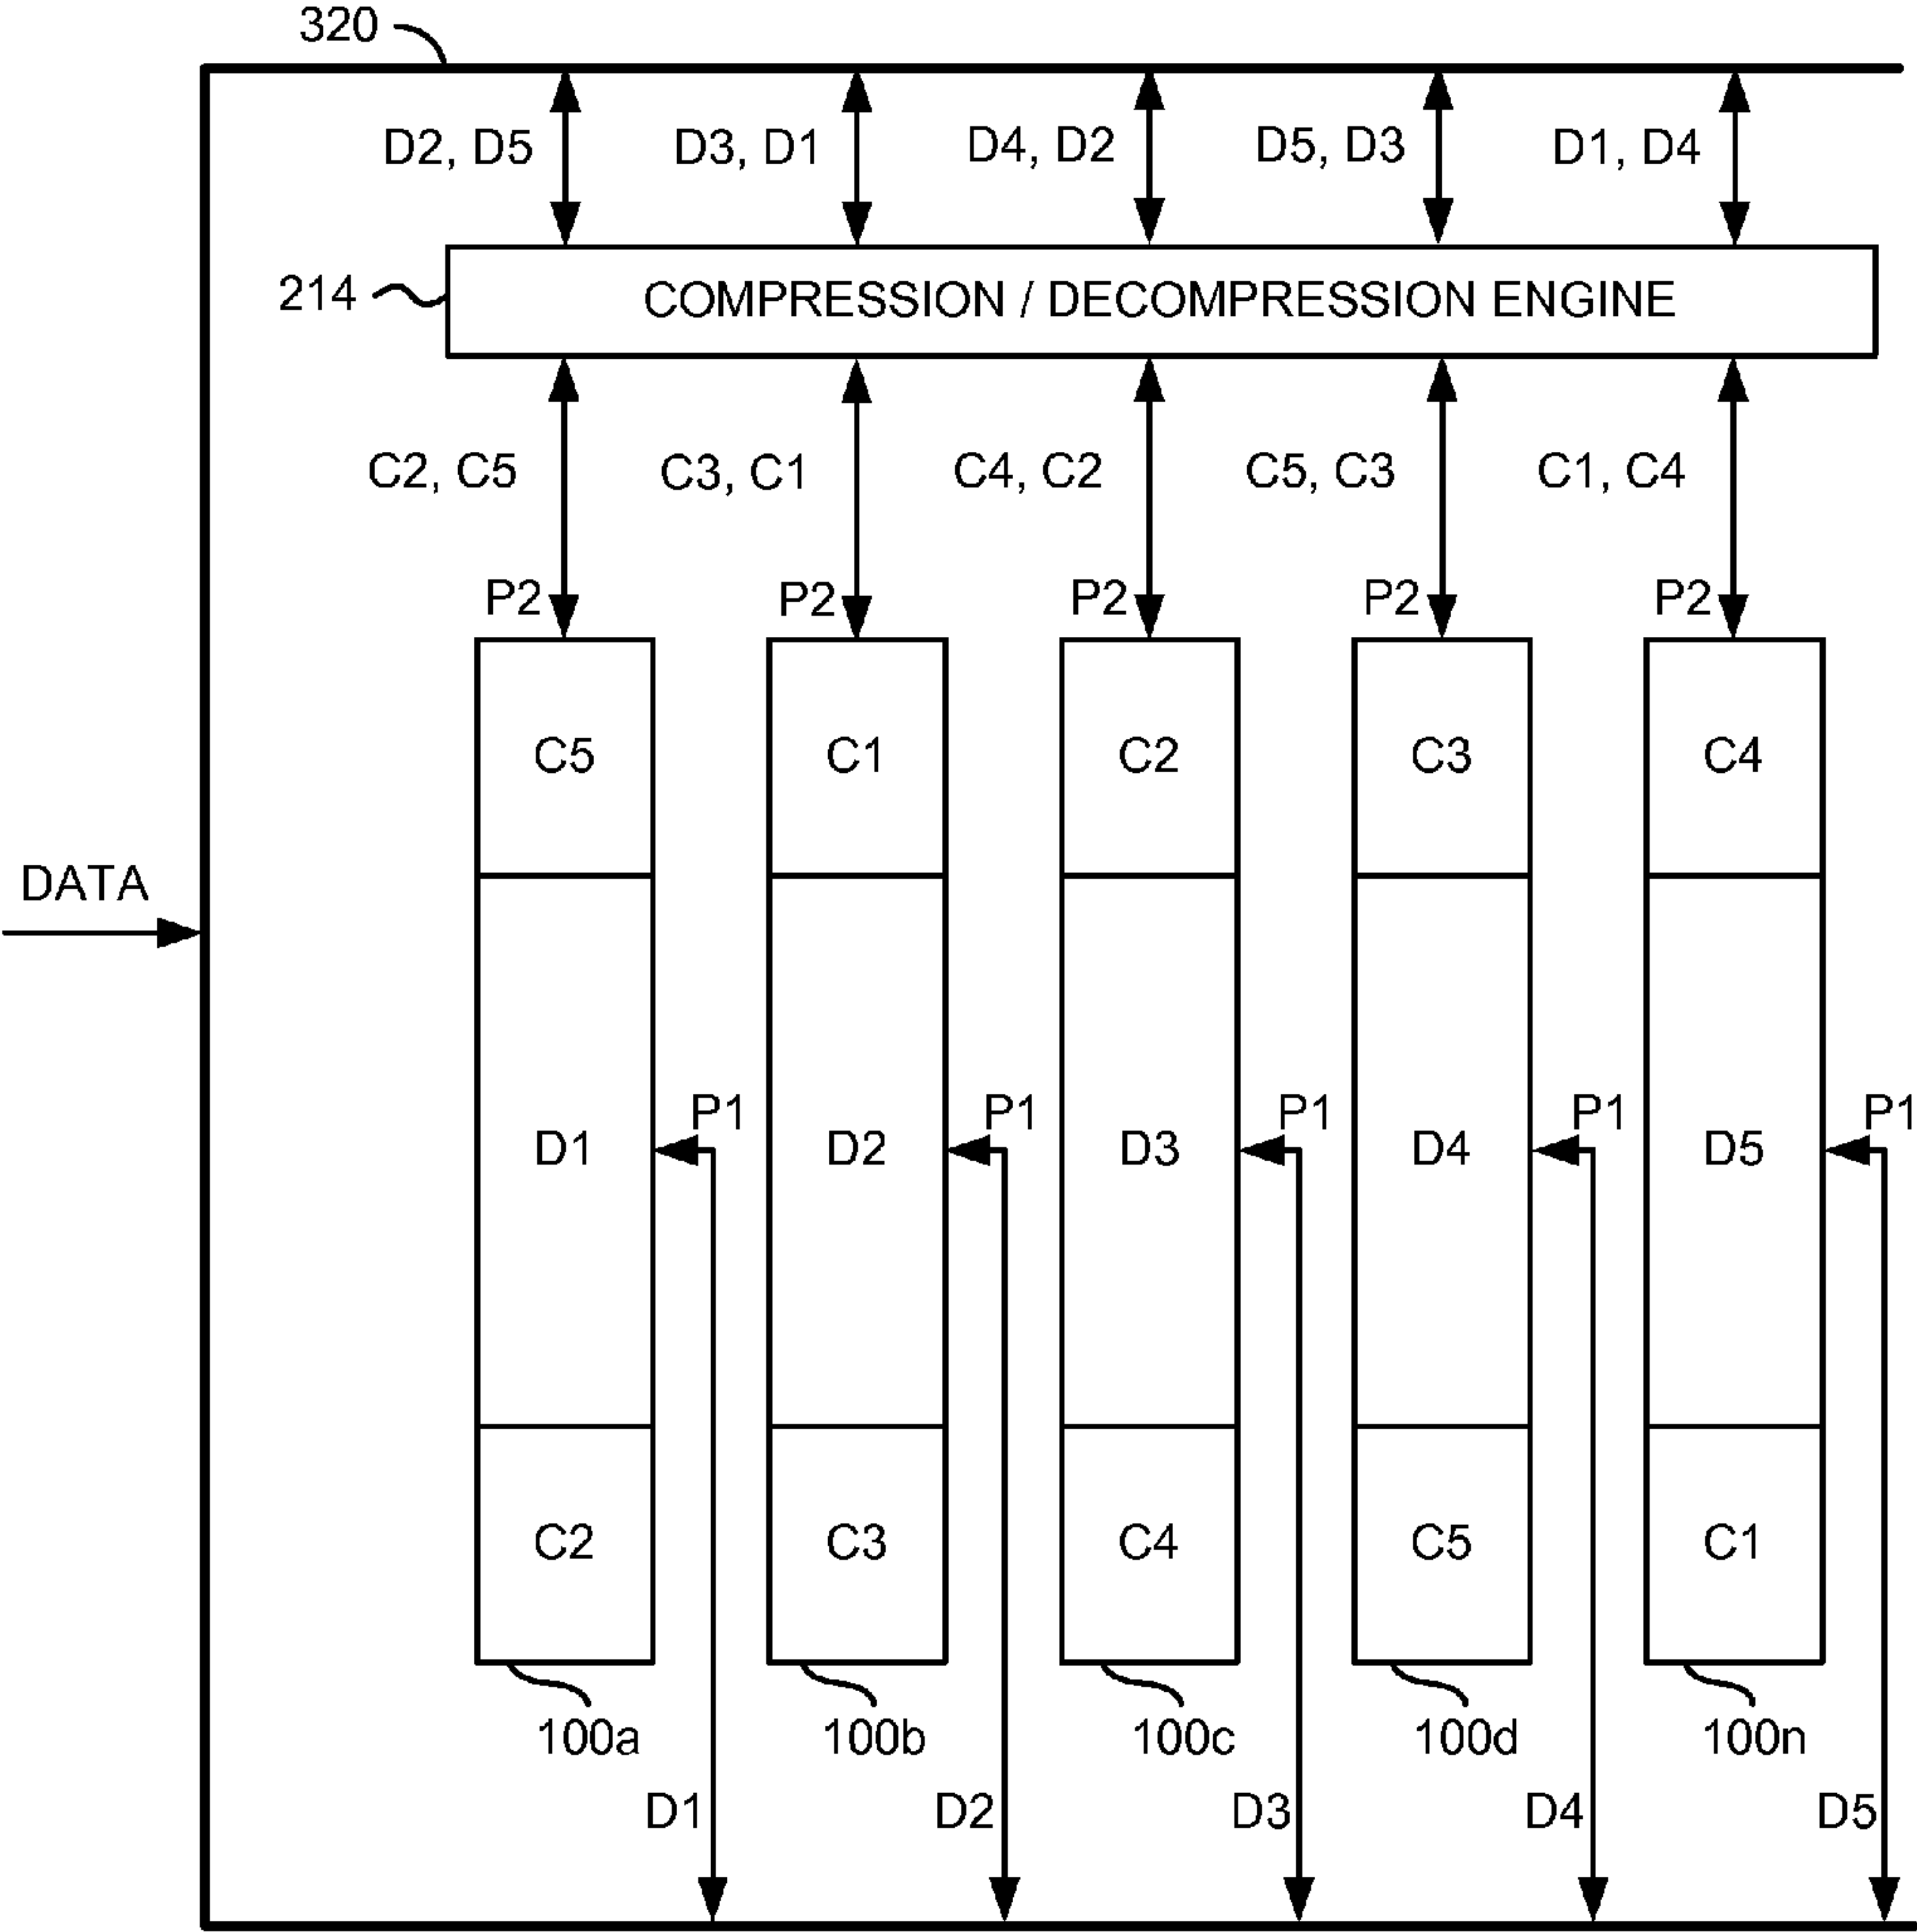 320
D2, D5 D3, D1 D4, D2 D5, D3 D1, D4
214 COMPRESSION / DECOMPRESSION ENGINE
C2, C5 C3, C1 C4, C2 C5, C3 C1, C4
P2 P2 P2 P2 P2
C5 C1 C2 C3 C4
DATA
P1 P1 P1 P1 P1
D1 D2 D3 D4 D5
C2 C3 C4 C5 C1
100a 100b 100c 100d 100n
D1 D2 D3 D4 D5